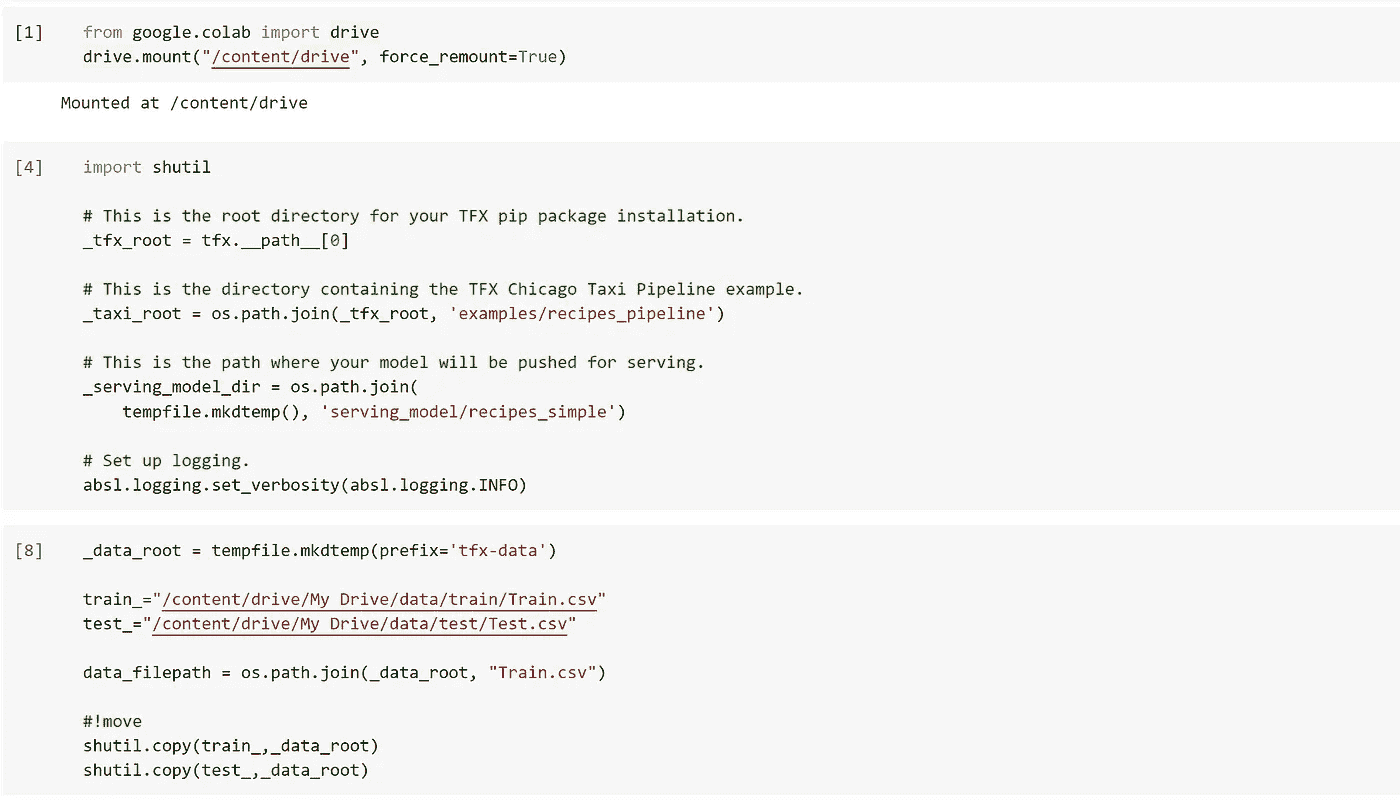 [1] from google.colab import drive
drive.mount("/content/drive", force_remount=True)
Mounted at /content/drive
[4] import shutil
# This is the root directory for your TFX pip package installation.
_tfx_root = tfx.__path__[0]
# This is the directory containing the TFX Chicago Taxi Pipeline example.
_taxi_root = os.path.join(_tfx_root, 'examples/recipes_pipeline')
# This is the path where your model will be pushed for serving.
_serving_model_dir = os.path.join(
tempfile.mkdtemp(), 'serving_model/recipes_simple')
# Set up logging.
absl.logging.set_verbosity(absl.logging.INFO)
[8] _data_root = tempfile.mkdtemp(prefix='tfx-data')
train_="/content/drive/My Drive/data/train/Train.csv"
test_="/content/drive/My Drive/data/test/Test.csv"
data_filepath = os.path.join(_data_root, "Train.csv")
#!move
shutil.copy(train_,_data_root)
shutil.copy(test_,_data_root)